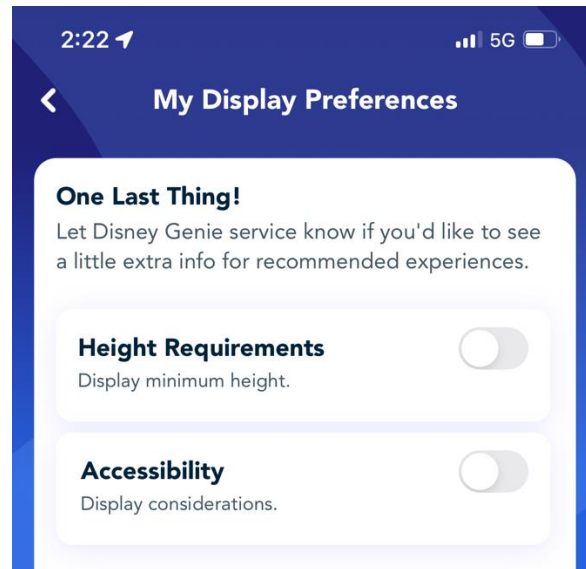 2:22 5G
My Display Preferences
One Last Thing!
Let Disney Genie service know if you'd like to see
a little extra info for recommended experiences.
Height Requirements
Display minimum height.
Accessibility
Display considerations.